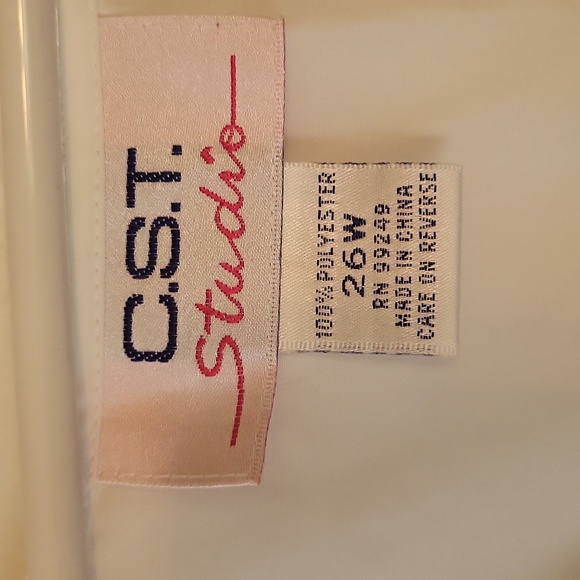 C.S.T.
Studio
100% POLYESTER
26W
RN 99249
MADE IN CHINA
CARE ON REVERSE